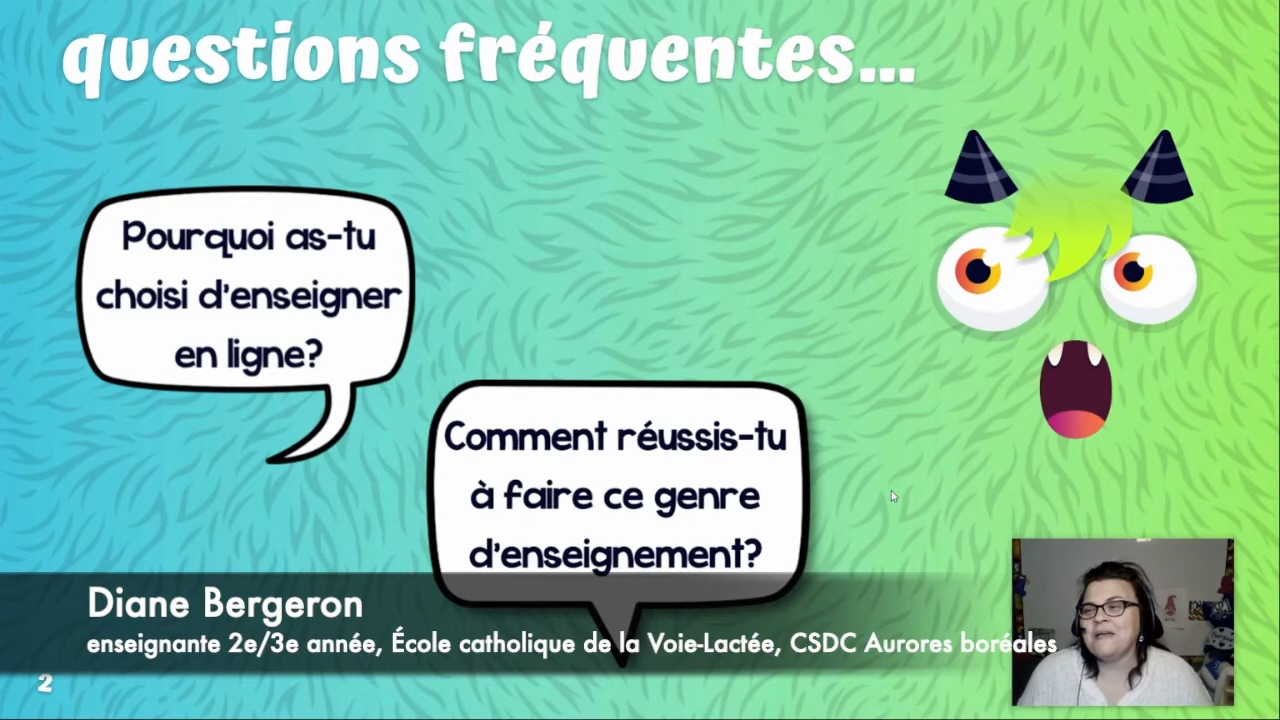 questions fréquentes...
Pourquoi as-tu
choisi d'enseigner
en ligne?
Comment réussis-tu
à faire ce genre
d'enseignement?
Diane Bergeron
enseignante 2e/3e année, École catholique de la Voie-Lactée, CSDC Aurores boréales
2